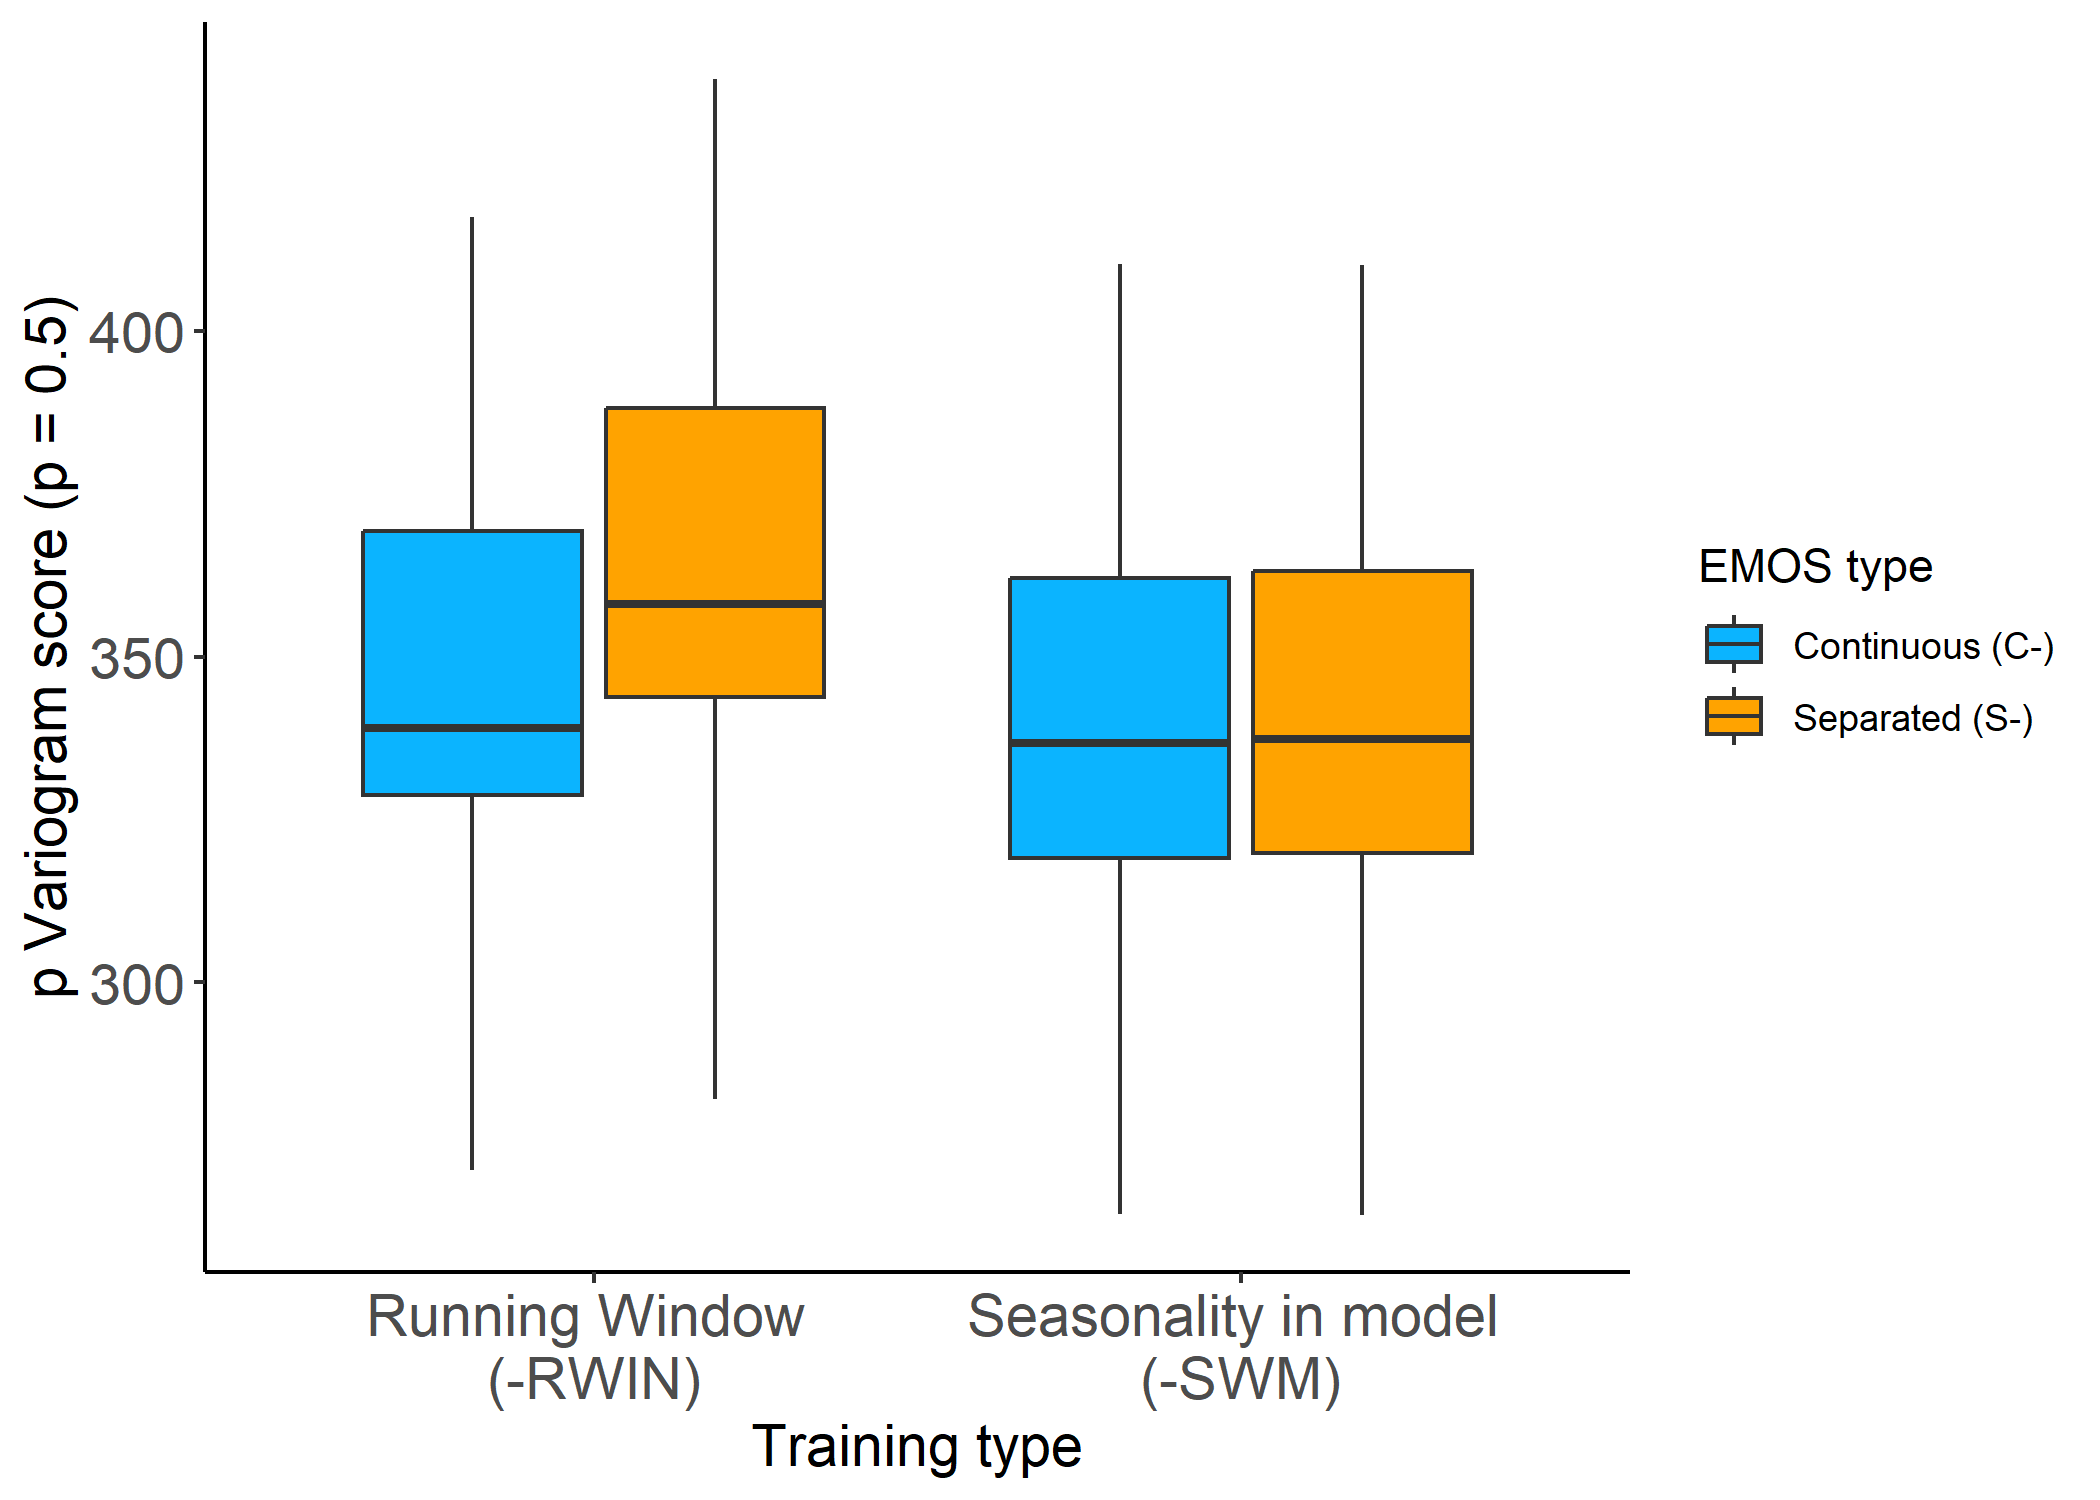 p Variogram score (p = 0.5)
400
350
300
Running Window
(-RWIN)
Seasonality in model
(-SWM)
Training type
EMOS type
Continuous (C-)
Separated (S-)